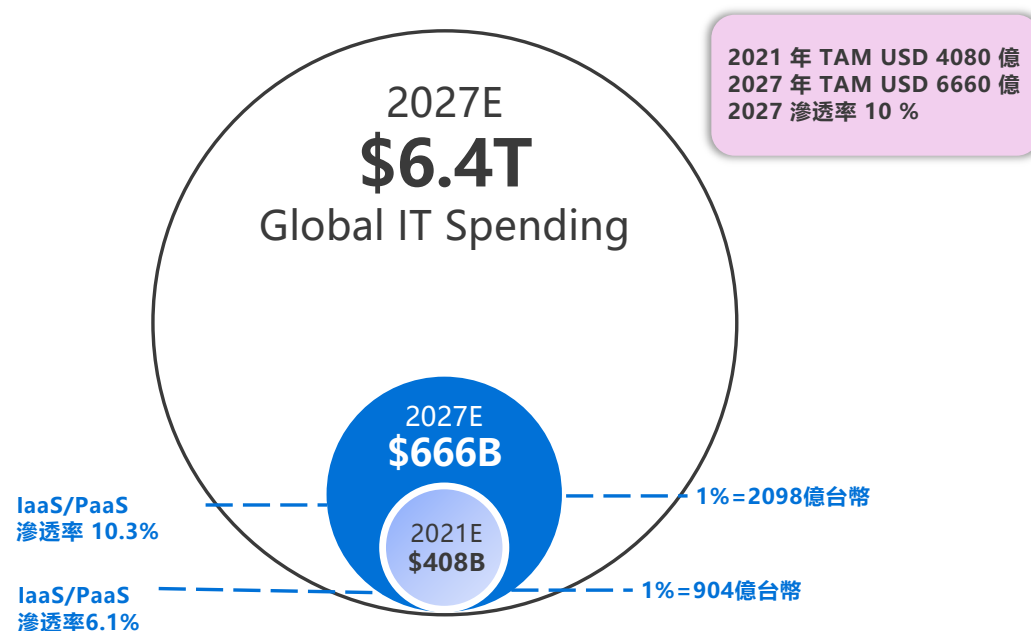 2021 年 TAM USD 4080 億
2027 年 TAM USD 6660 億
2027 滲透率 10 %
2027E
$6.4T
Global IT Spending
2027E
$666B
2021E
$408B
IaaS/PaaS
滲透率 10.3%
1%=2098億台幣
IaaS/PaaS
滲透率6.1%
1%=904億台幣